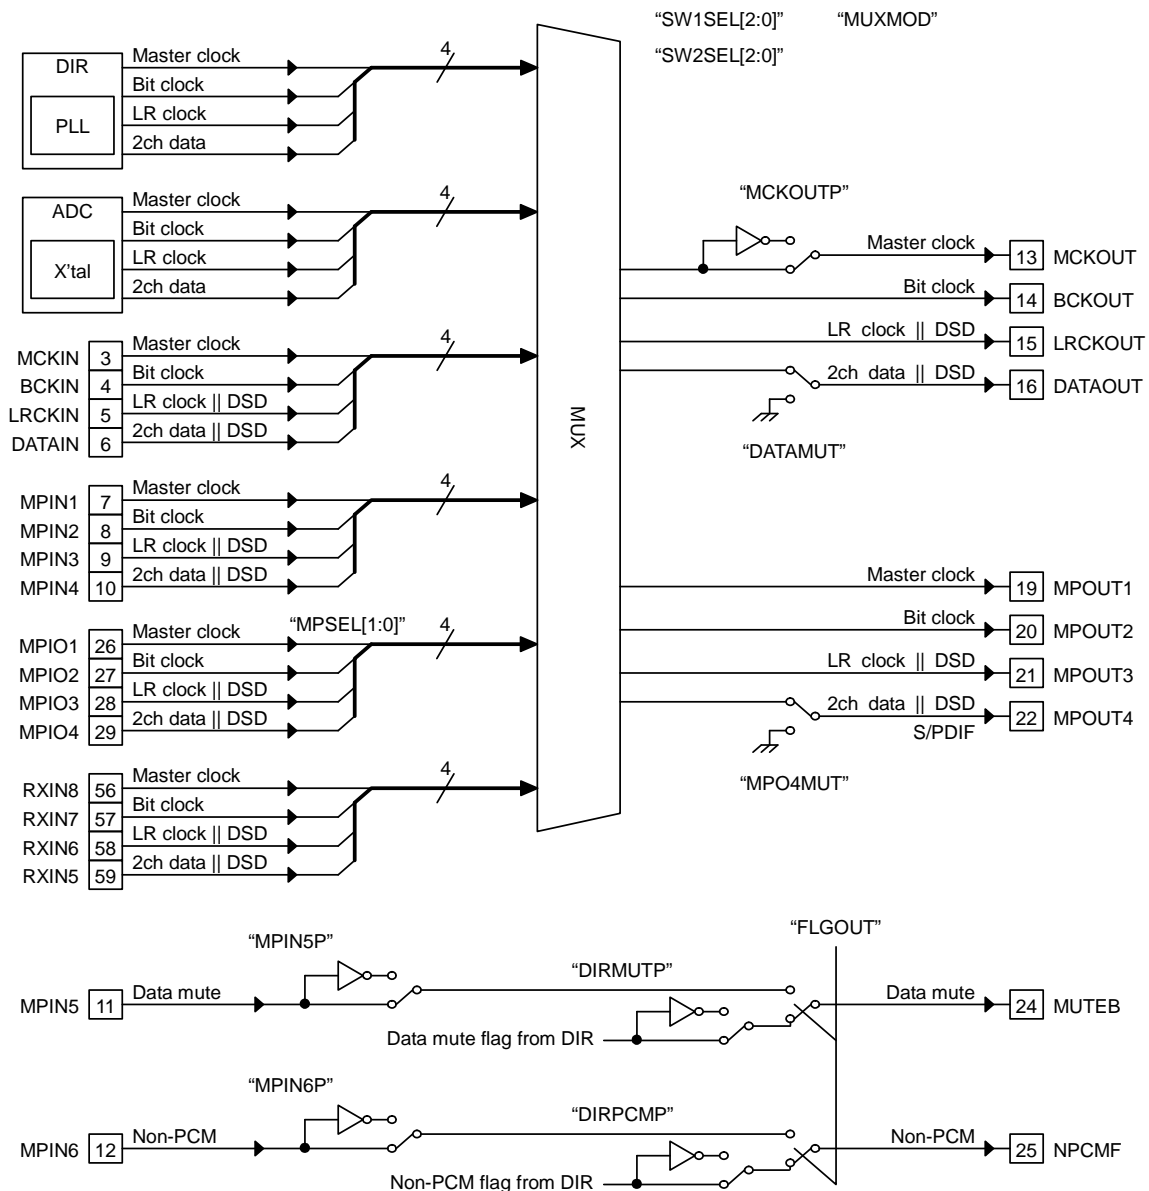 “SW1SEL[2:0]” “MUXMOD”
“SW2SEL[2:0]”
DIR
PLL
Master clock
Bit clock
LR clock
2ch data
4
ADC
X’tal
Master clock
Bit clock
LR clock
2ch data
4
MCKIN 3 Master clock
BCKIN 4 Bit clock
LRCKIN 5 LR clock || DSD
DATAIN 6 2ch data || DSD
4
MPIN1 7 Master clock
MPIN2 8 Bit clock
MPIN3 9 LR clock || DSD
MPIN4 10 2ch data || DSD
4
“MPSEL[1:0]”
MPIO1 26 Master clock
MPIO2 27 Bit clock
MPIO3 28 LR clock || DSD
MPIO4 29 2ch data || DSD
4
RXIN8 56 Master clock
RXIN7 57 Bit clock
RXIN6 58 LR clock || DSD
RXIN5 59 2ch data || DSD
4
MUX
“MCKOUTP”
Master clock 13 MCKOUT
Bit clock 14 BCKOUT
LR clock || DSD 15 LRCKOUT
2ch data || DSD 16 DATAOUT
“DATAMUT”
Master clock 19 MPOUT1
Bit clock 20 MPOUT2
LR clock || DSD 21 MPOUT3
2ch data || DSD 22 MPOUT4
S/PDIF
“MPO4MUT”
“FLGOUT”
“MPIN5P”
“DIRMUTP”
MPIN5 11 Data mute
Data mute 24 MUTEB
Data mute flag from DIR
“MPIN6P”
“DIRPCMP”
MPIN6 12 Non-PCM
Non-PCM 25 NPCMF
Non-PCM flag from DIR